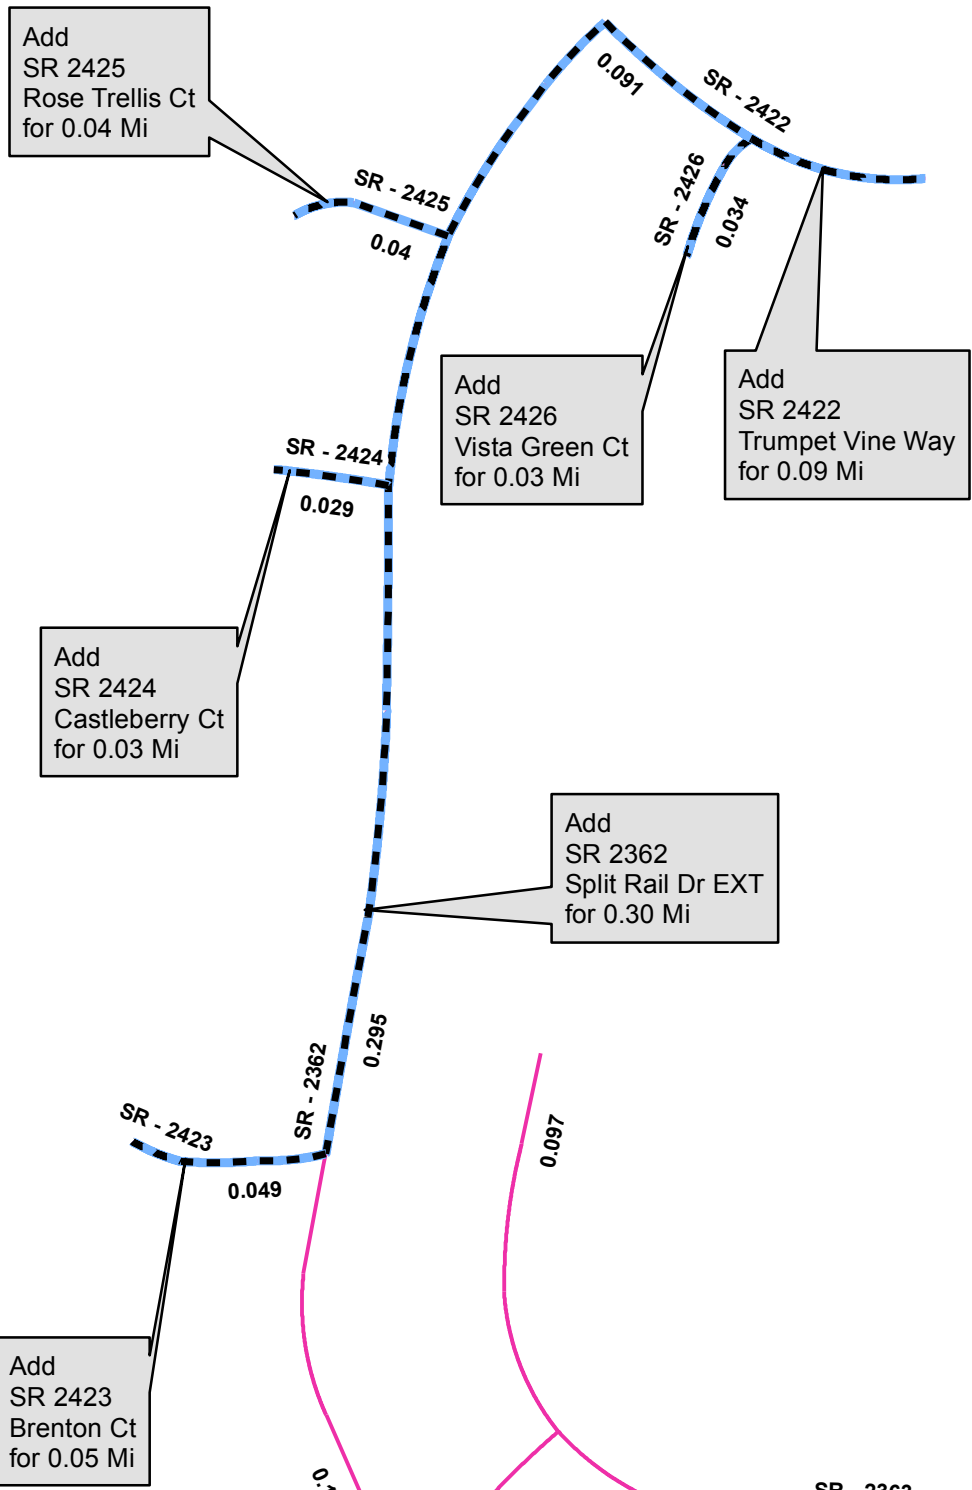 Add
SR 2425
Rose Trellis Ct
for 0.04 Mi
0.091
SR - 2422
SR - 2425
0.04
SR - 2426
0.034
Add
SR 2426
Vista Green Ct
for 0.03 Mi
Add
SR 2422
Trumpet Vine Way
for 0.09 Mi
SR - 2424
0.029
Add
SR 2424
Castleberry Ct
for 0.03 Mi
Add
SR 2362
Split Rail Dr EXT
for 0.30 Mi
0.295
SR - 2362
SR - 2423
0.049
0.097
Add
SR 2423
Brenton Ct
for 0.05 Mi
SR - 2363